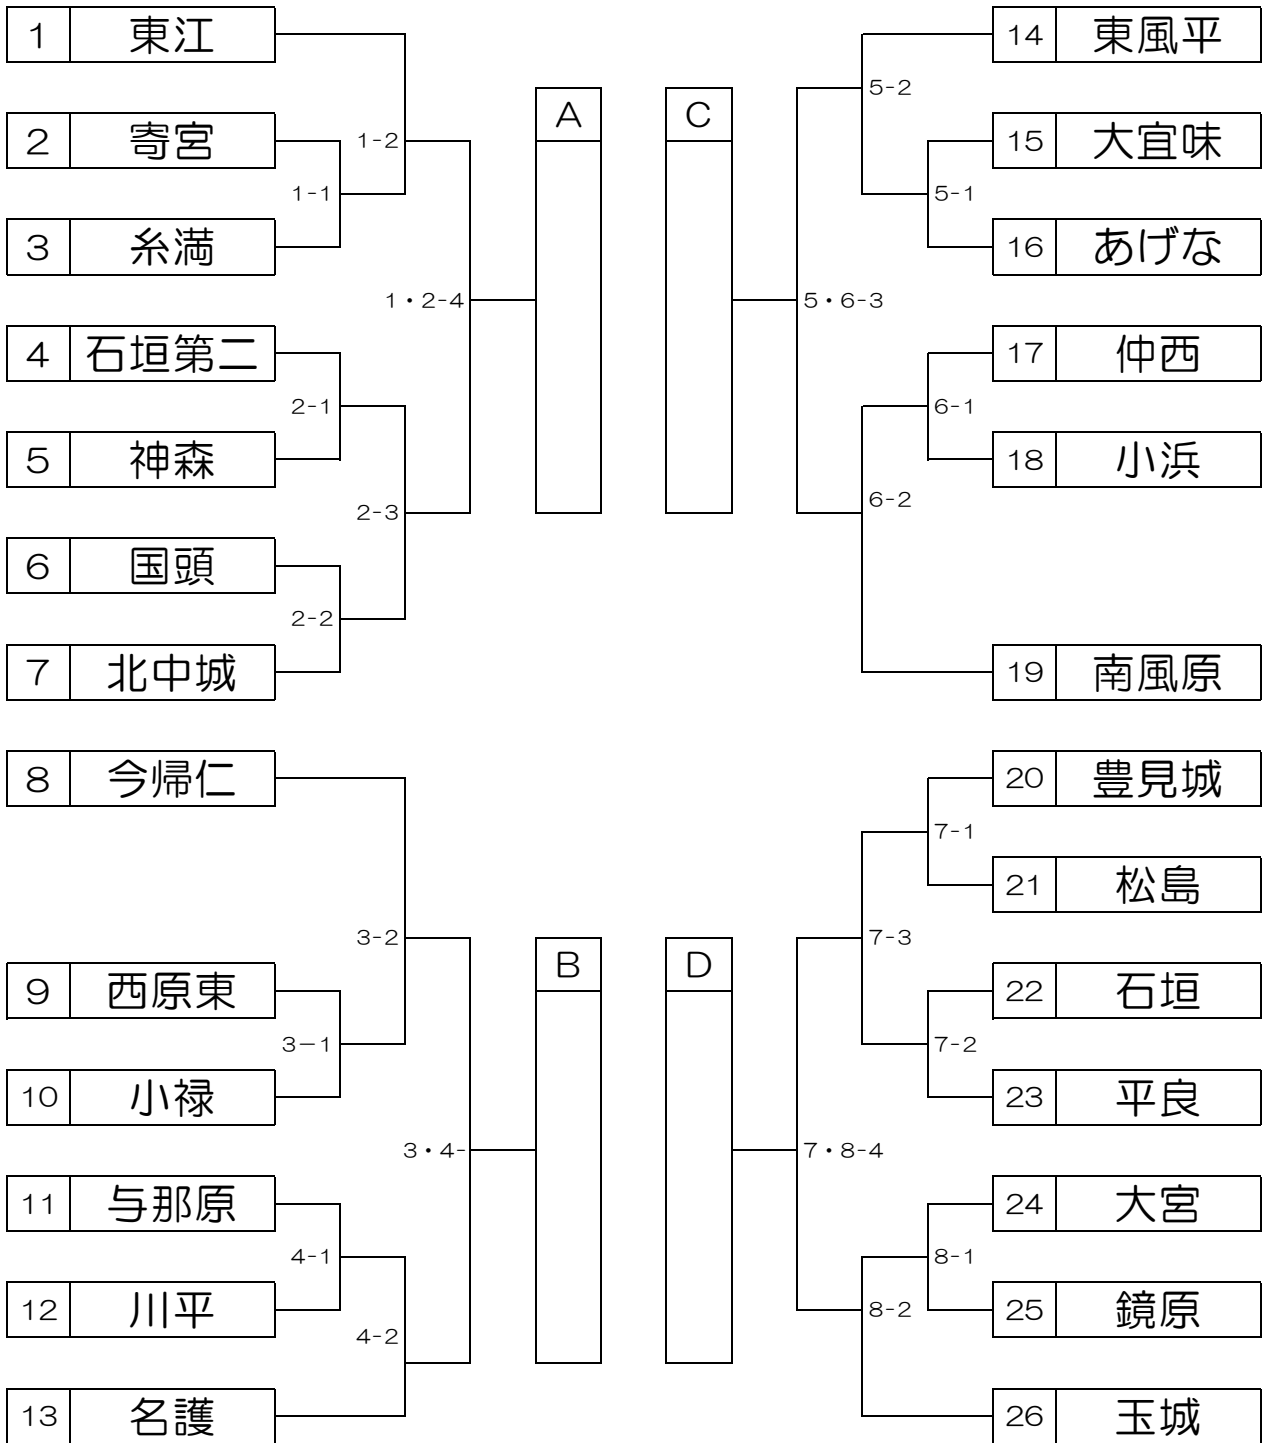 1 東江
2 寄宮
3 糸満
4 石垣第二
5 神森
6 国頭
7 北中城
8 今帰仁
9 西原東
10 小禄
11 与那原
12 川平
13 名護
1-2
1-1
1・2-4
2-1
2-3
2-2
3-2
3－1
3・4-
4-1
4-2
A
B
C
D
5-2
5-1
5・6-3
6-1
6-2
7-1
7-3
7-2
7・8-4
8-1
8-2
14 東風平
15 大宜味
16 あげな
17 仲西
18 小浜
19 南風原
20 豊見城
21 松島
22 石垣
23 平良
24 大宮
25 鏡原
26 玉城